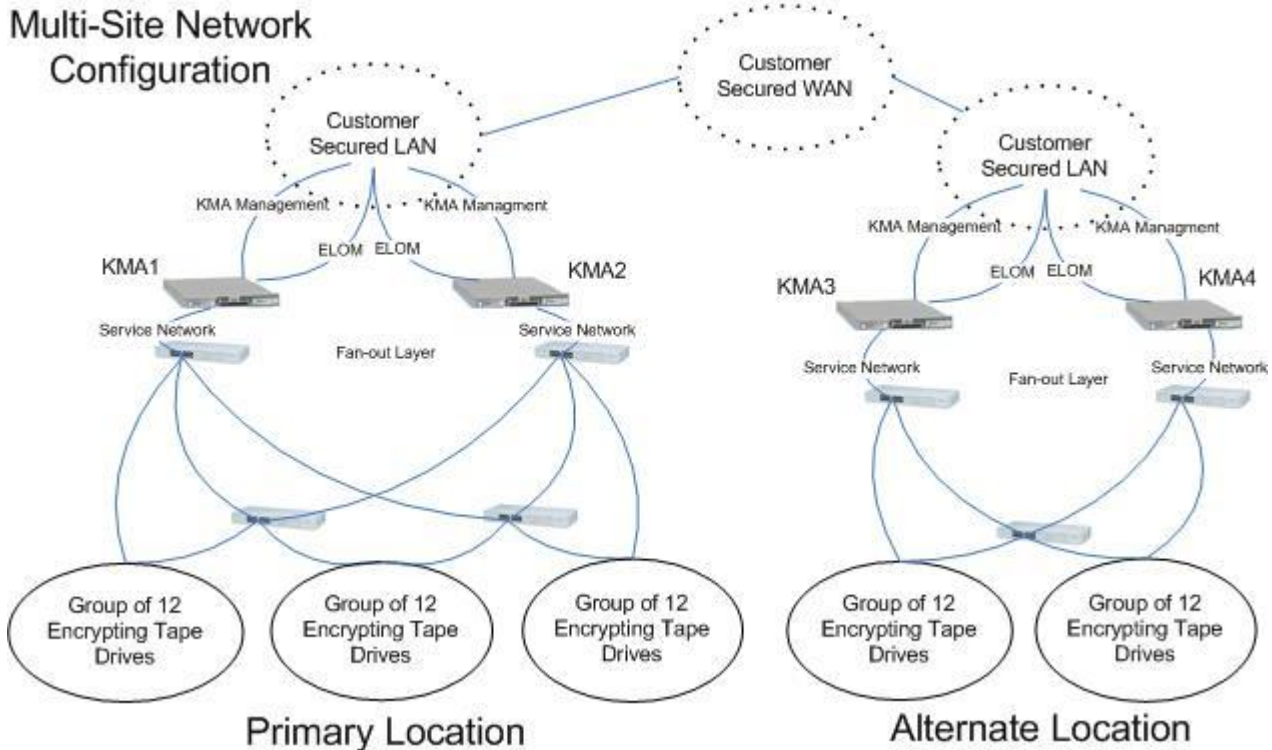 Multi-Site Network
Configuration
Customer
Secured WAN
Customer
Secured LAN
Customer
Secured LAN
KMA Management
KMA Managment
KMA Management
KMA Managment
ELOM
ELOM
ELOM
ELOM
KMA1
KMA2
KMA3
KMA4
Service Network
Fan-out Layer
Service Network
Service Network
Fan-out Layer
Service Network
Group of 12
Encrypting Tape
Drives
Group of 12
Encrypting Tape
Drives
Group of 12
Encrypting Tape
Drives
Group of 12
Encrypting Tape
Drives
Group of 12
Encrypting Tape
Drives
Primary Location
Alternate Location